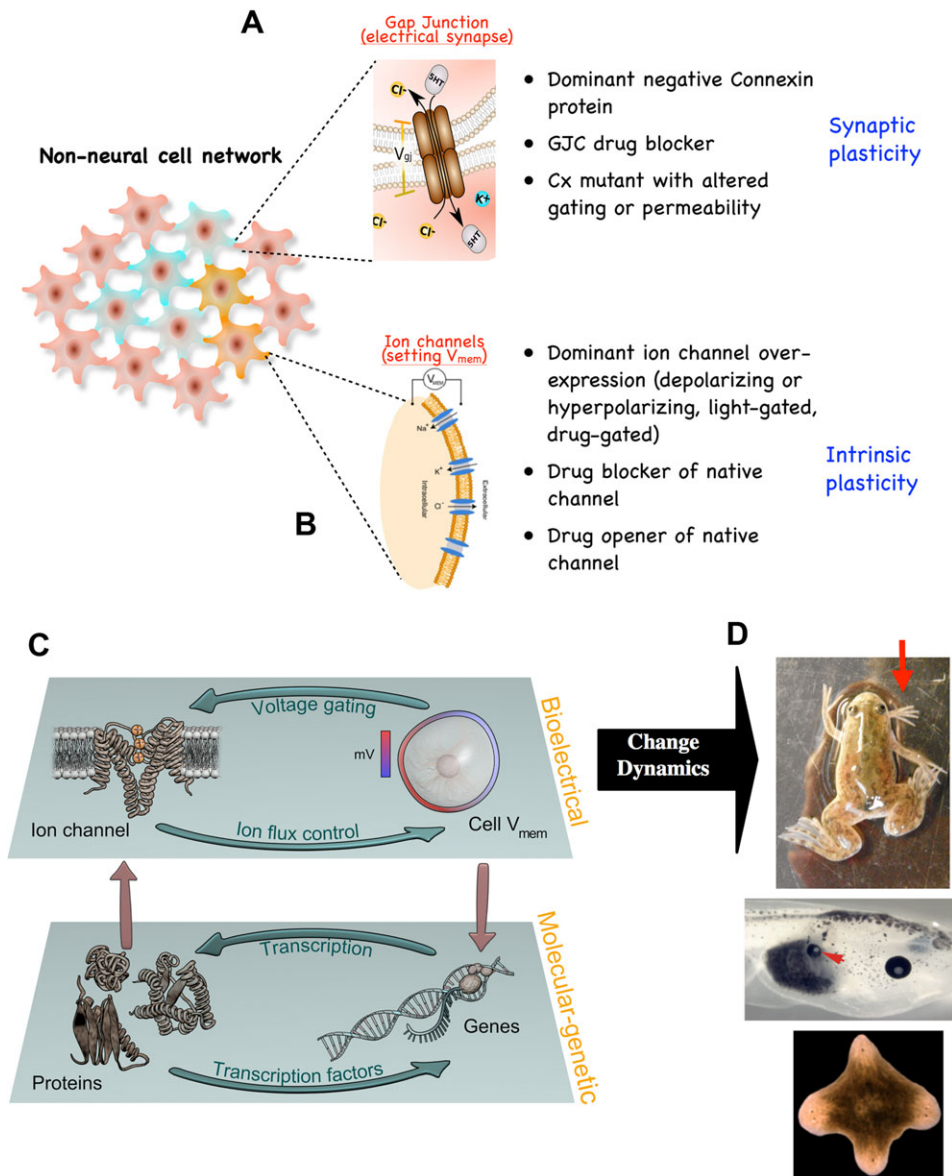 A
Gap Junction
(electrical synapse)
5HT
Cl-
Vgj
K+
Cl-
Cl-
5HT
• Dominant negative Connexin
protein
• GJC drug blocker
• Cx mutant with altered
gating or permeability
Synaptic
plasticity
Non-neural cell network
B
Ion channels
(setting Vmem)
VMEM
Na+
K+
Cl-
Intracellular
Extracellular
• Dominant ion channel over-
expression (depolarizing or
hyperpolarizing, light-gated,
drug-gated)
• Drug blocker of native
channel
• Drug opener of native
channel
Intrinsic
plasticity
C
Voltage gating
mV
Ion channel
Ion flux control
Cell Vmem
Bioelectrical
Transcription
Proteins
Genes
Transcription factors
Molecular-genetic
Change
Dynamics
D